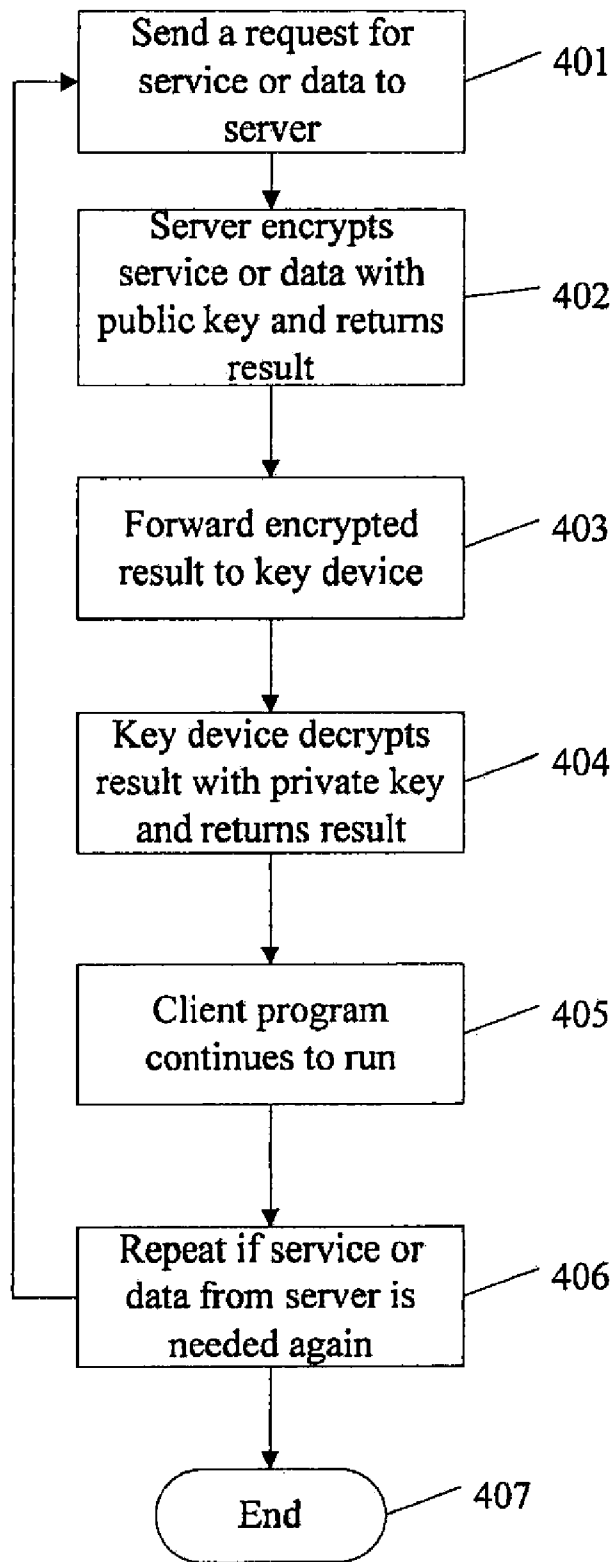 Send a request for
service or data to
server
401
Server encrypts
service or data with
public key and returns
result
402
Forward encrypted
result to key device
403
Key device decrypts
result with private key
and returns result
404
Client program
continues to run
405
Repeat if service or
data from server is
needed again
406
End
407